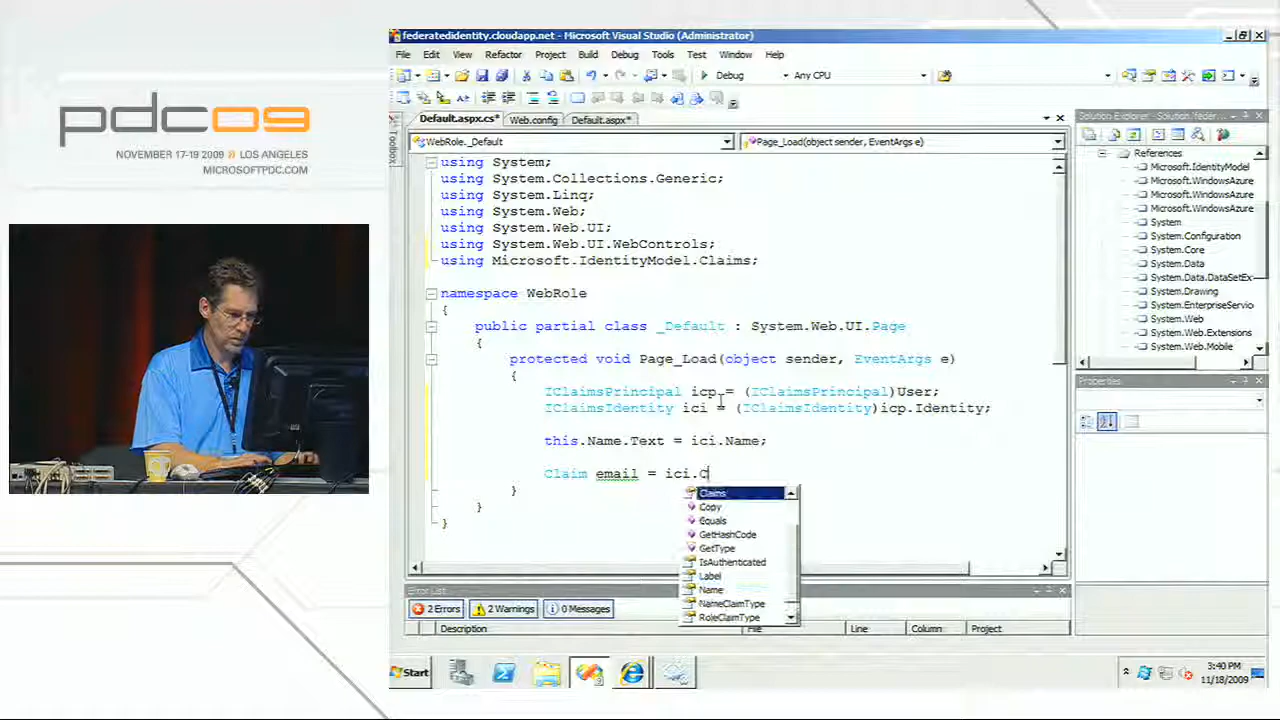 pdc09
NOVEMBER 17-19 2009 LOS ANGELES
MICROSOFTPDC.COM
federatedidentity.cloudapp.net - Microsoft Visual Studio (Administrator)
File Edit View Refactor Project Build Debug Tools Test Window Help
Debug Any CPU
Default.aspx.cs* Web.config Default.aspx*
Toolbox
WebRole._Default Page_Load(object sender, EventArgs e)
using System;
using System.Collections.Generic;
using System.Linq;
using System.Web;
using System.Web.UI;
using System.Web.UI.WebControls;
using Microsoft.IdentityModel.Claims;
namespace WebRole
{
public partial class _Default : System.Web.UI.Page
{
protected void Page_Load(object sender, EventArgs e)
{
IClaimsPrincipal icp = (IClaimsPrincipal)User;
IClaimsIdentity ici = (IClaimsIdentity)icp.Identity;
this.Name.Text = ici.Name;
Claim email = ici.C
}
}
}
Claims
Copy
Equals
GetHashCode
GetType
IsAuthenticated
Label
Name
NameClaimType
RoleClaimType
Solution Explorer - Solution 'feder
References
Microsoft.IdentityModel
Microsoft.WindowsAzure
Microsoft.WindowsAzure
Microsoft.WindowsAzure
System
System.Configuration
System.Core
System.Data
System.Data.DataSetEx
System.Drawing
System.EnterpriseServic
System.Web
System.Web.Extensions
System.Web.Mobile
Properties
Error List
2 Errors 2 Warnings 0 Messages
Description File Line Column Project
Start
3:40 PM
11/18/2009